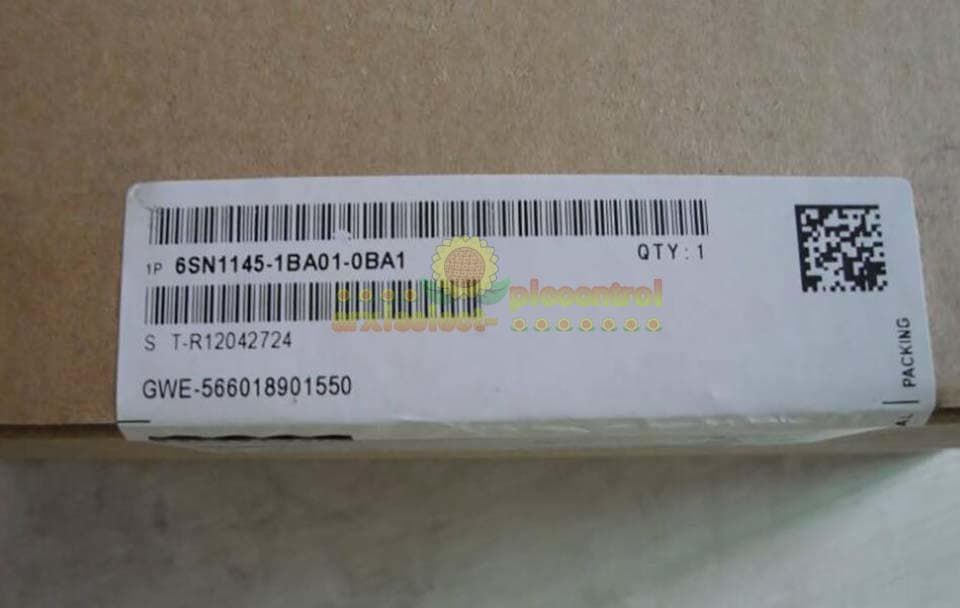 1P 6SN1145-1BA01-0BA1 QTY: 1
plccontrol
S T-R12042724
GWE-566018901550
PACKING